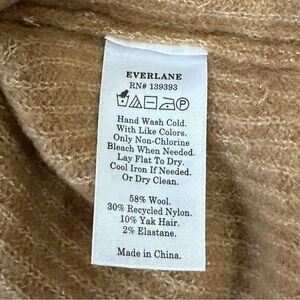 EVERLANE
RN# 139393
P
Hand Wash Cold.
With Like Colors.
Only Non-Chlorine
Bleach When Needed.
Lay Flat To Dry.
Cool Iron If Needed.
Or Dry Clean.
58% Wool.
30% Recycled Nylon.
10% Yak Hair.
2% Elastane.
Made in China.